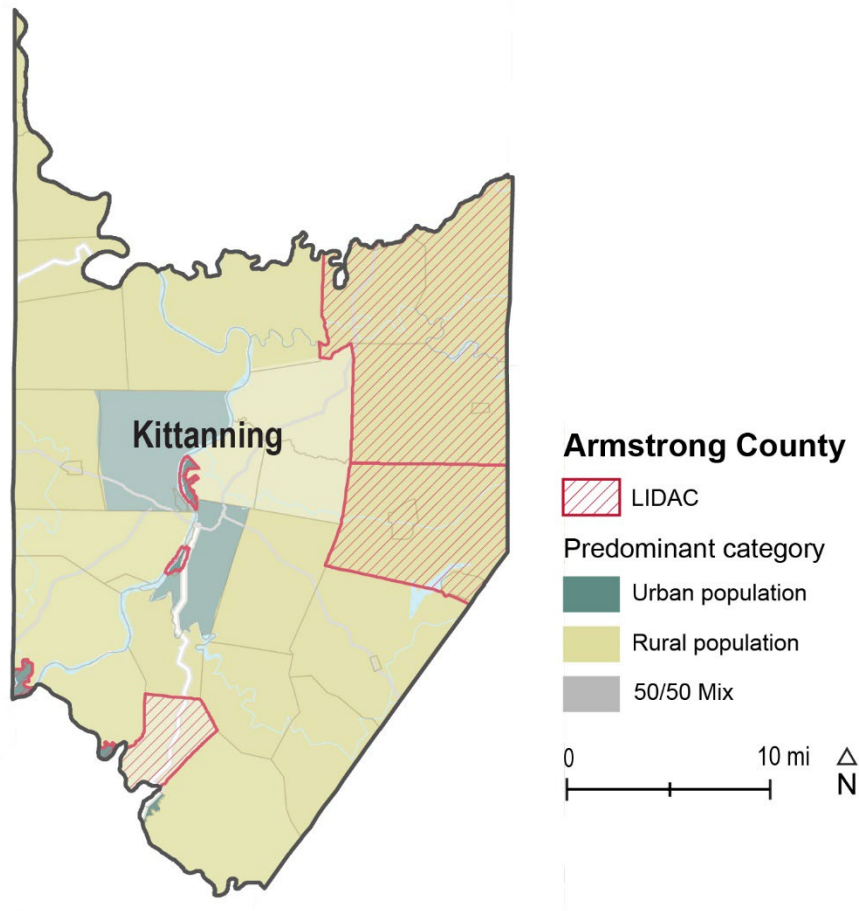 Kittanning
Armstrong County
LIDAC
Predominant category
Urban population
Rural population
50/50 Mix
0 10 mi
N